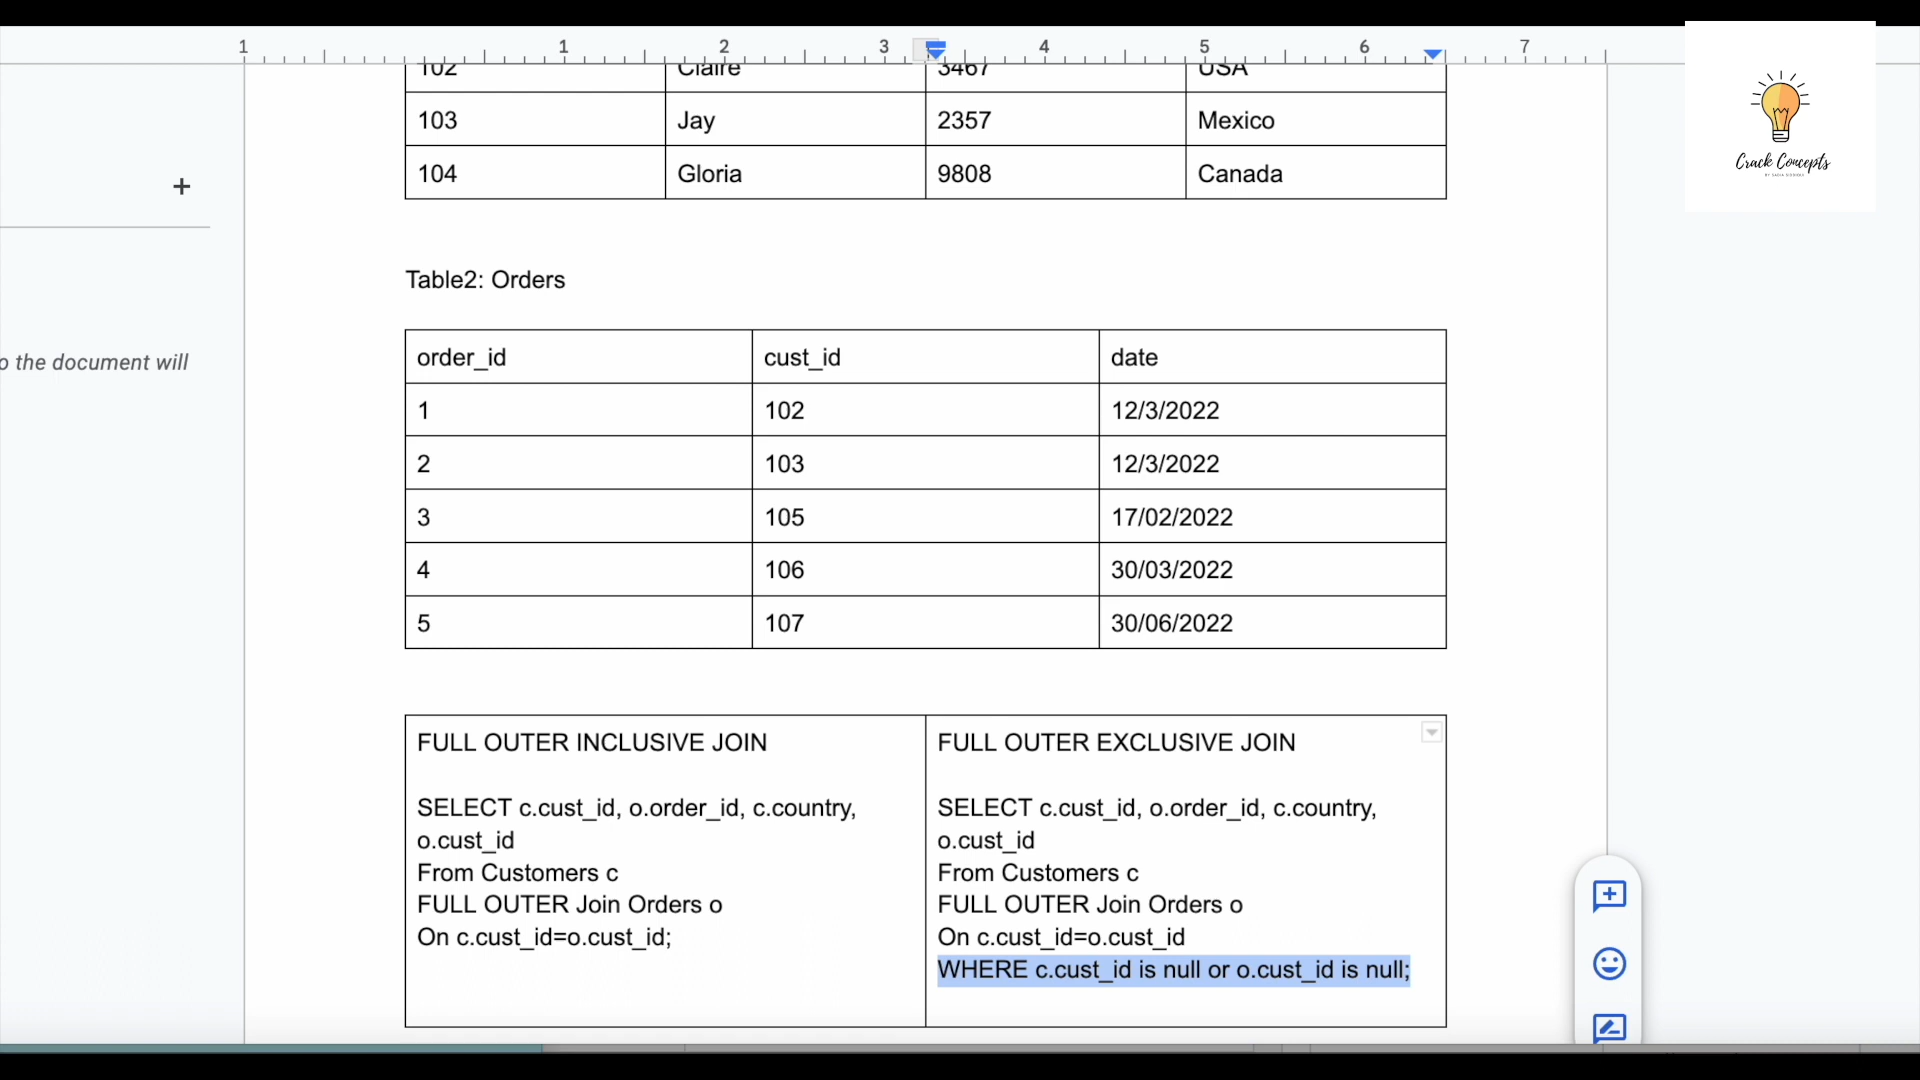 1 1 2 3 4 5 6 7
102 Claire 3467 USA
103 Jay 2357 Mexico
104 Gloria 9808 Canada
Table2: Orders
o the document will
order_id cust_id date
1 102 12/3/2022
2 103 12/3/2022
3 105 17/02/2022
4 106 30/03/2022
5 107 30/06/2022
FULL OUTER INCLUSIVE JOIN
SELECT c.cust_id, o.order_id, c.country,
o.cust_id
From Customers c
FULL OUTER Join Orders o
On c.cust_id=o.cust_id;
FULL OUTER EXCLUSIVE JOIN
SELECT c.cust_id, o.order_id, c.country,
o.cust_id
From Customers c
FULL OUTER Join Orders o
On c.cust_id=o.cust_id
WHERE c.cust_id is null or o.cust_id is null;
Crack Concepts